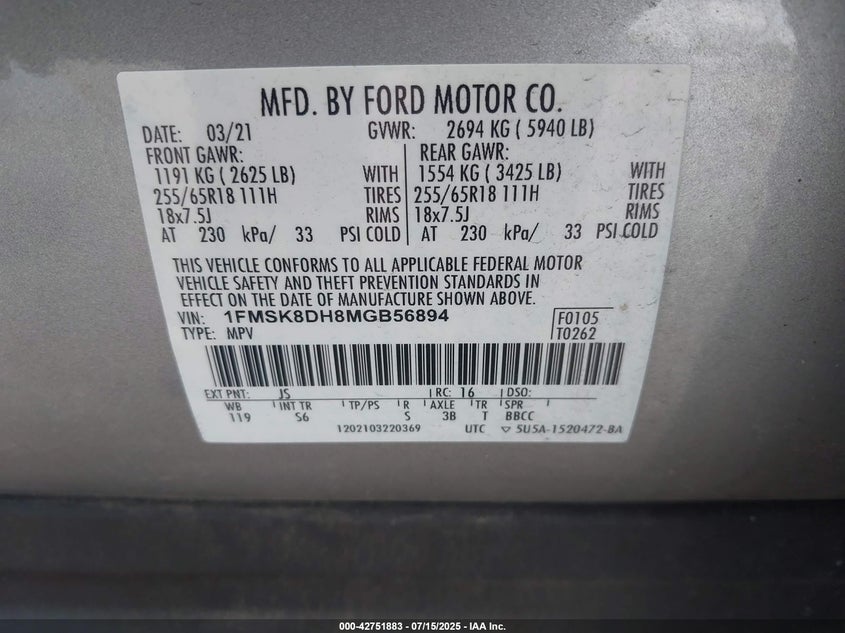 MFD. BY FORD MOTOR CO.
DATE: 03/21 GVWR: 2694 KG ( 5940 LB)
FRONT GAWR: REAR GAWR:
1191 KG ( 2625 LB) WITH 1554 KG ( 3425 LB) WITH
255/65R18 111H TIRES 255/65R18 111H TIRES
18x7.5J RIMS 18x7.5J RIMS
AT 230 kPa/ 33 PSI COLD AT 230 kPa/ 33 PSI COLD
THIS VEHICLE CONFORMS TO ALL APPLICABLE FEDERAL MOTOR
VEHICLE SAFETY AND THEFT PREVENTION STANDARDS IN
EFFECT ON THE DATE OF MANUFACTURE SHOWN ABOVE.
VIN: 1FMSK8DH8MGB56894 F0105
TYPE: MPV T0262
EXT PNT: JS RC: 16 DSO:
WB INT TR TP/PS R AXLE TR SPR
119 S6 S 3B T BBCC
1202103220369 UTC ▽ 5U5A-1520472-BA
000-42751883 / 07/15/2025 - IAA Inc.